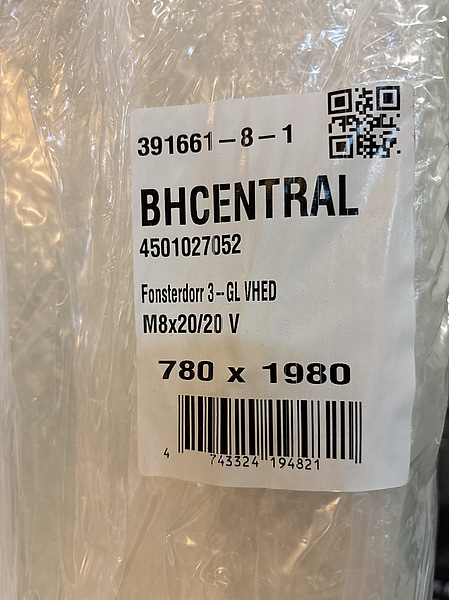 391661-8-1
BHCENTRAL
4501027052
Fonsterdorr 3-GL VHED
M8x20/20 V
780 x 1980
4 743324 194821